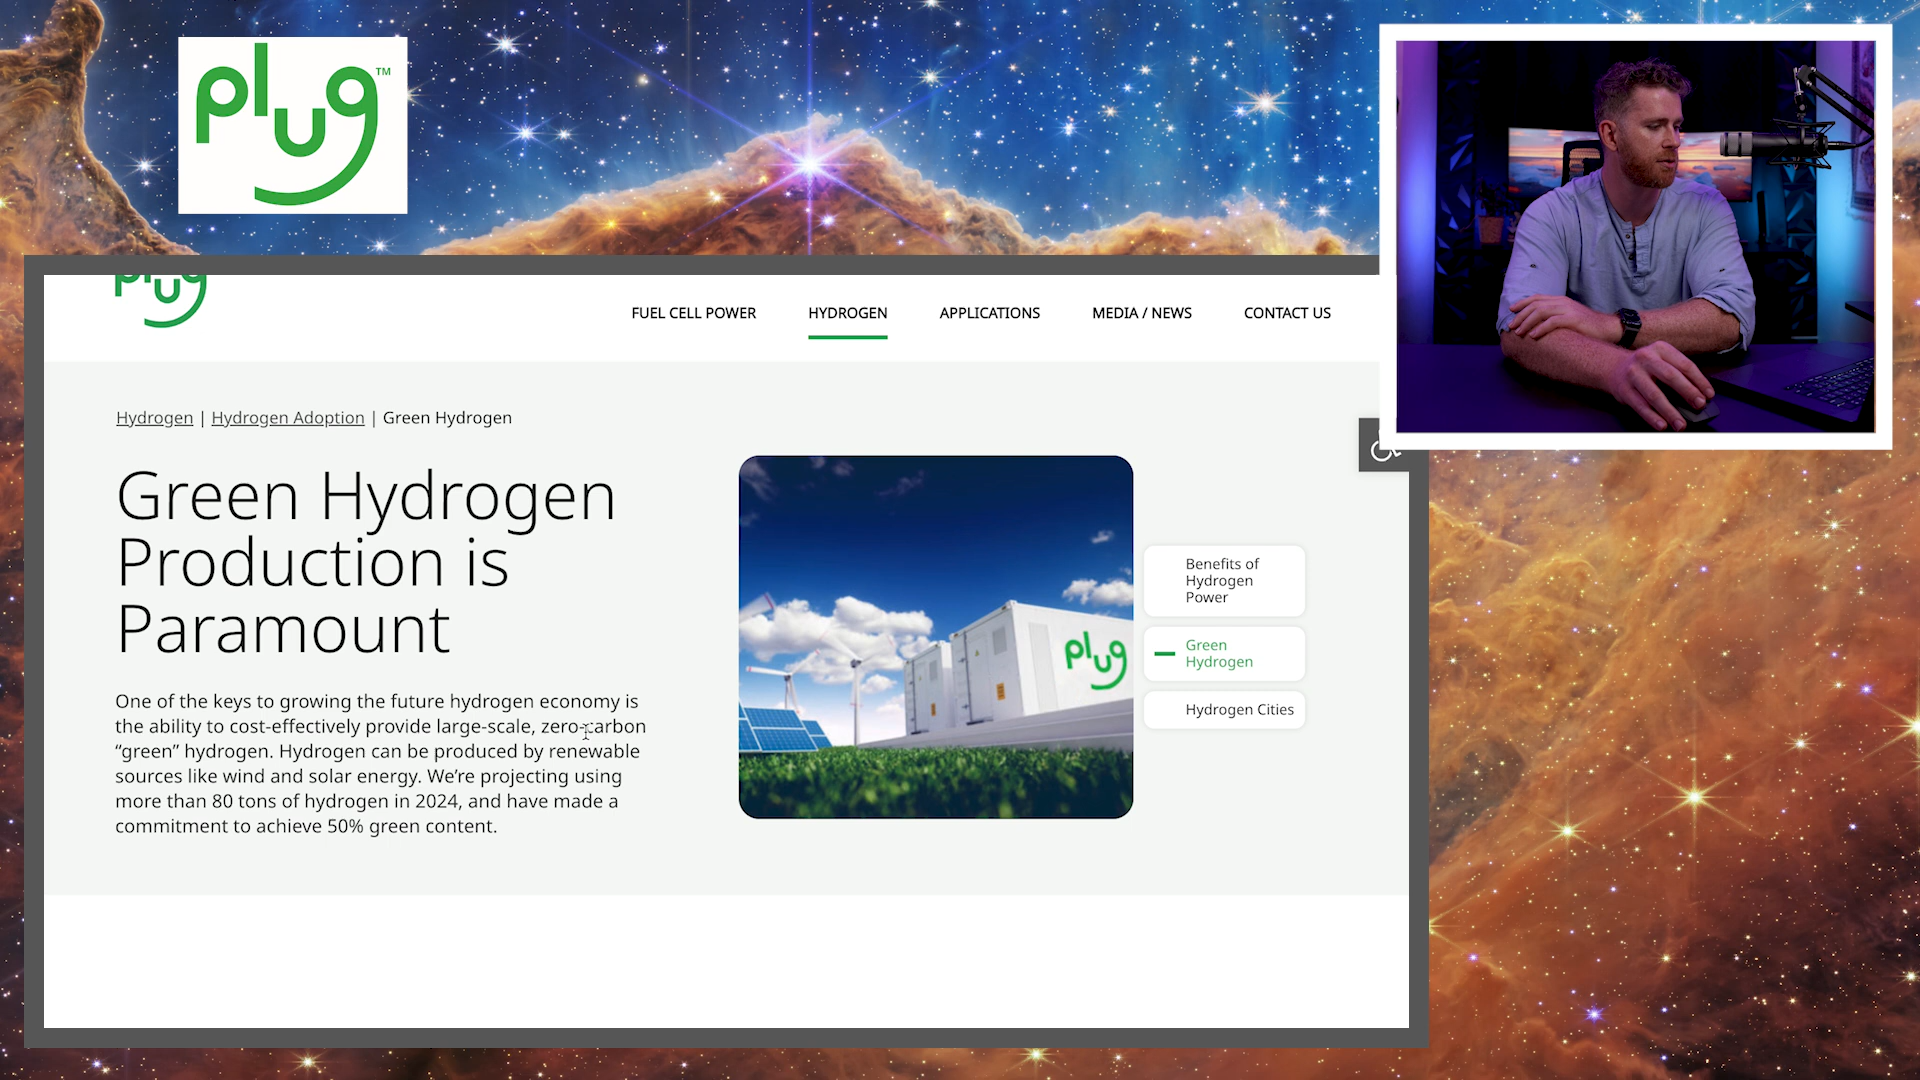 plug™
plug
FUEL CELL POWER
HYDROGEN
APPLICATIONS
MEDIA / NEWS
CONTACT US
Hydrogen | Hydrogen Adoption | Green Hydrogen
Green Hydrogen
Production is
Paramount
One of the keys to growing the future hydrogen economy is
the ability to cost-effectively provide large-scale, zero-carbon
“green” hydrogen. Hydrogen can be produced by renewable
sources like wind and solar energy. We’re projecting using
more than 80 tons of hydrogen in 2024, and have made a
commitment to achieve 50% green content.
plug
Benefits of
Hydrogen
Power
Green
Hydrogen
Hydrogen Cities